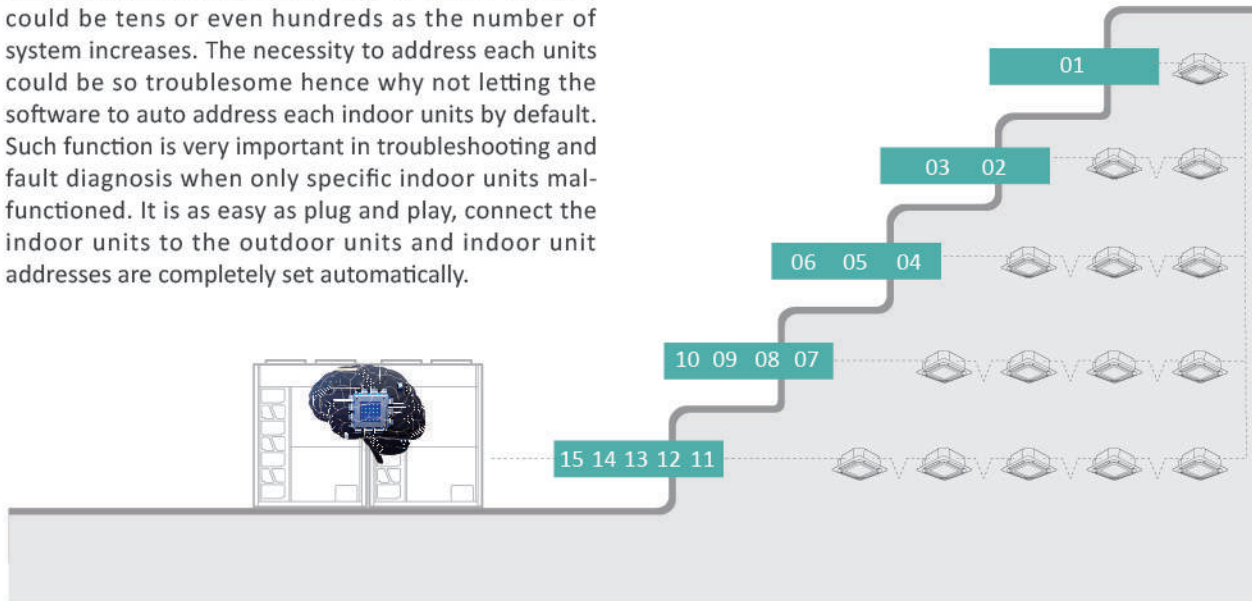 could be tens or even hundreds as the number of
system increases. The necessity to address each units
could be so troublesome hence why not letting the
software to auto address each indoor units by default.
Such function is very important in troubleshooting and
fault diagnosis when only specific indoor units mal-
functioned. It is as easy as plug and play, connect the
indoor units to the outdoor units and indoor unit
addresses are completely set automatically.
01
03 02
06 05 04
10 09 08 07
15 14 13 12 11